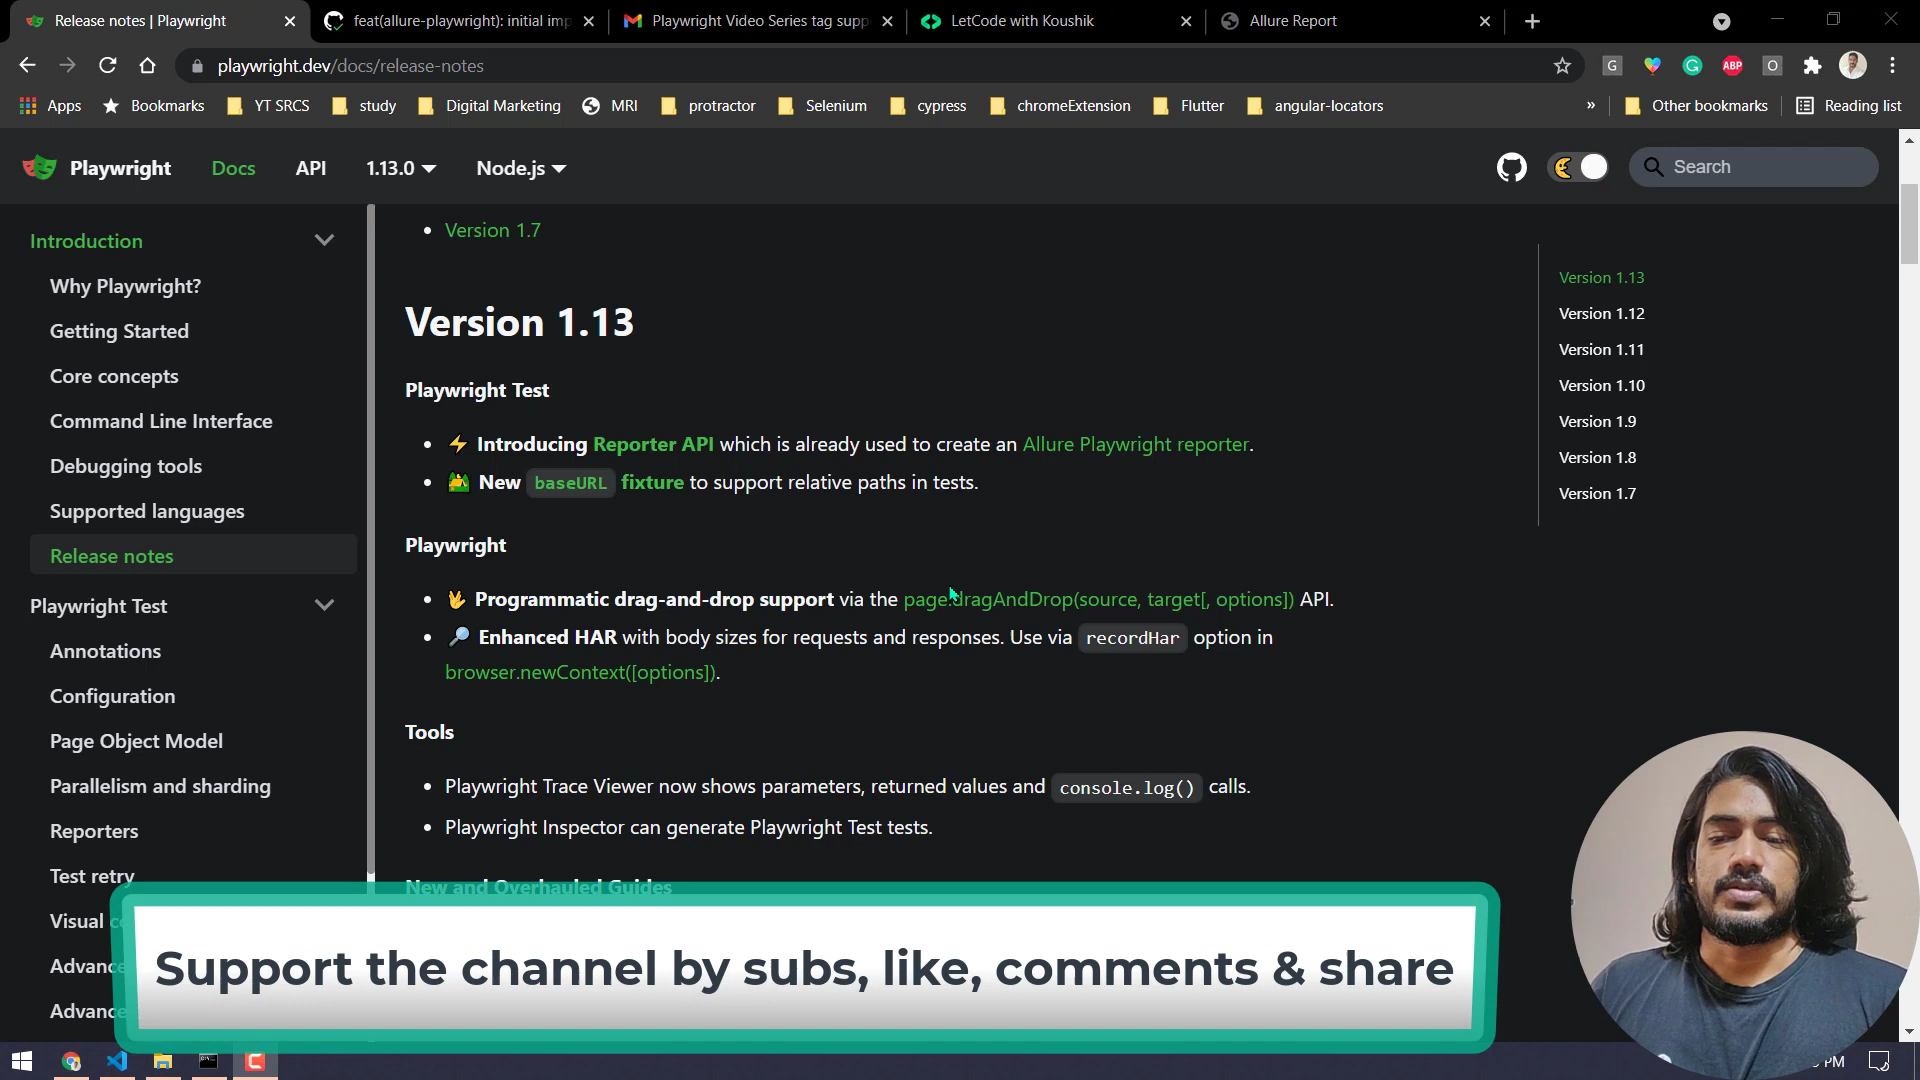 Release notes | Playwright
feat(allure-playwright): initial imp
Playwright Video Series tag supp
LetCode with Koushik
Allure Report
playwright.dev/docs/release-notes
G
ABP
O
Apps
Bookmarks
YT SRCS
study
Digital Marketing
MRI
protractor
Selenium
cypress
chromeExtension
Flutter
angular-locators
»
Other bookmarks
Reading list
Playwright
Docs
API
1.13.0
Node.js
Search
Introduction
Why Playwright?
Getting Started
Core concepts
Command Line Interface
Debugging tools
Supported languages
Release notes
Playwright Test
Annotations
Configuration
Page Object Model
Parallelism and sharding
Reporters
Test retry
Visual
Advance
Advance
Version 1.7
Version 1.13
Playwright Test
Introducing Reporter API which is already used to create an Allure Playwright reporter.
New baseURL fixture to support relative paths in tests.
Playwright
Programmatic drag-and-drop support via the page.dragAndDrop(source, target[, options]) API.
Enhanced HAR with body sizes for requests and responses. Use via recordHar option in
browser.newContext([options]).
Tools
Playwright Trace Viewer now shows parameters, returned values and console.log() calls.
Playwright Inspector can generate Playwright Test tests.
New and Overhauled Guides
Version 1.13
Version 1.12
Version 1.11
Version 1.10
Version 1.9
Version 1.8
Version 1.7
Support the channel by subs, like, comments & share
PM